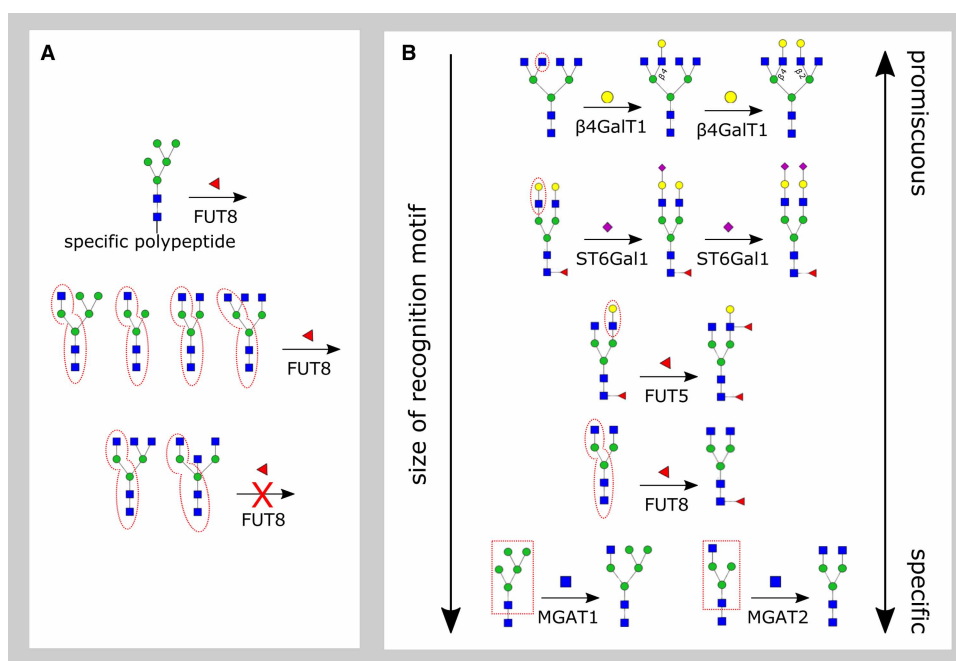 A
FUT8
specific polypeptide
FUT8
X
FUT8
B
size of recognition motif
promiscuous
specific
β4
β4
β2
β4GalT1
β4GalT1
ST6Gal1
ST6Gal1
FUT5
FUT8
MGAT1
MGAT2